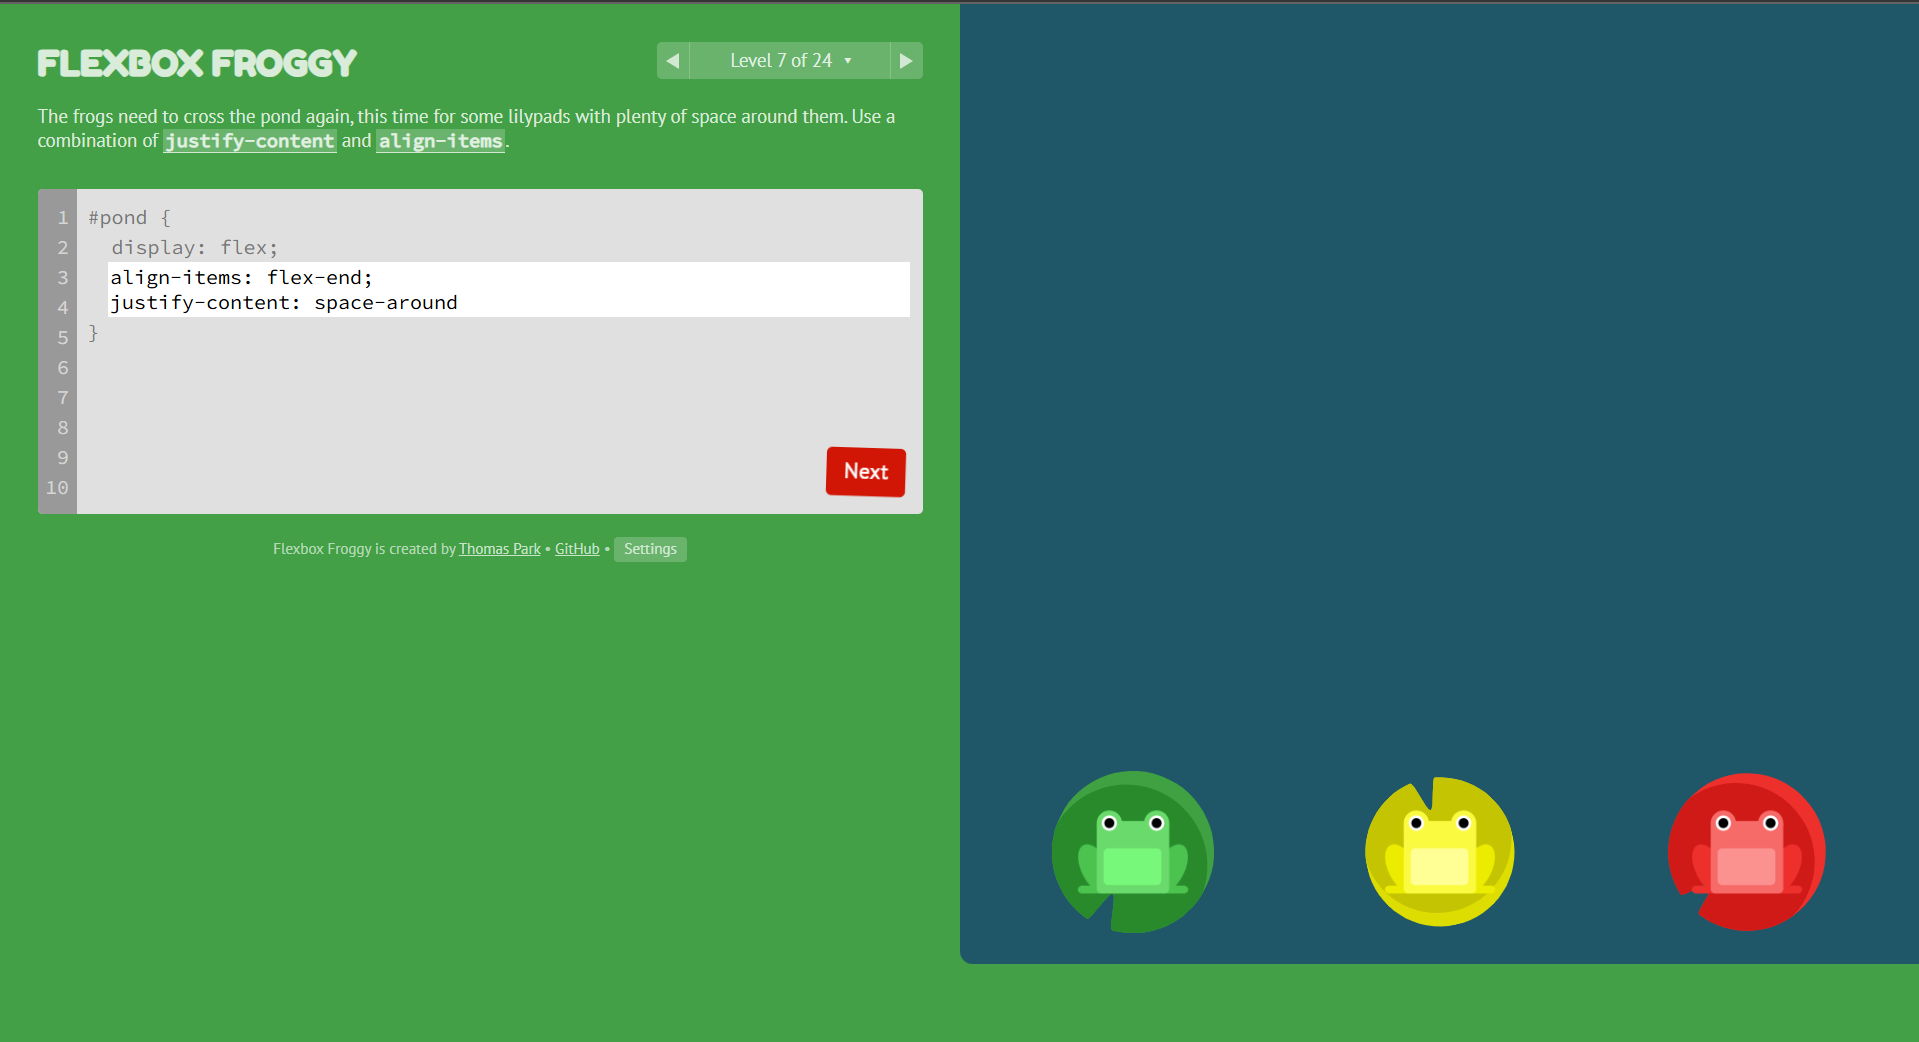 FLEXBOX FROGGY
◀ Level 7 of 24 ▼ ▶
The frogs need to cross the pond again, this time for some lilypads with plenty of space around them. Use a
combination of justify-content and align-items.
1 #pond {
2 display: flex;
3 align-items: flex-end;
4 justify-content: space-around
5 }
6
7
8
9
10
Next
Flexbox Froggy is created by Thomas Park • GitHub • Settings